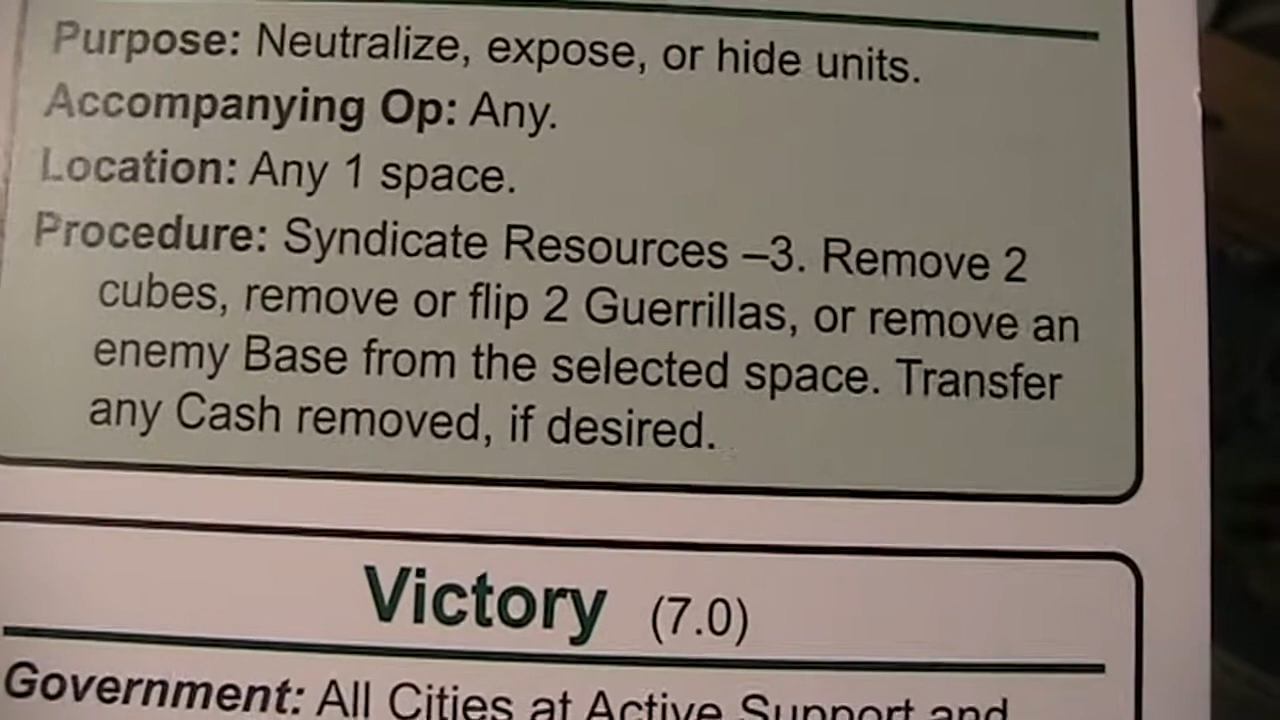 Purpose: Neutralize, expose, or hide units.
Accompanying Op: Any.
Location: Any 1 space.
Procedure: Syndicate Resources –3. Remove 2
cubes, remove or flip 2 Guerrillas, or remove an
enemy Base from the selected space. Transfer
any Cash removed, if desired.
Victory (7.0)
Government: All Cities at Active Support and